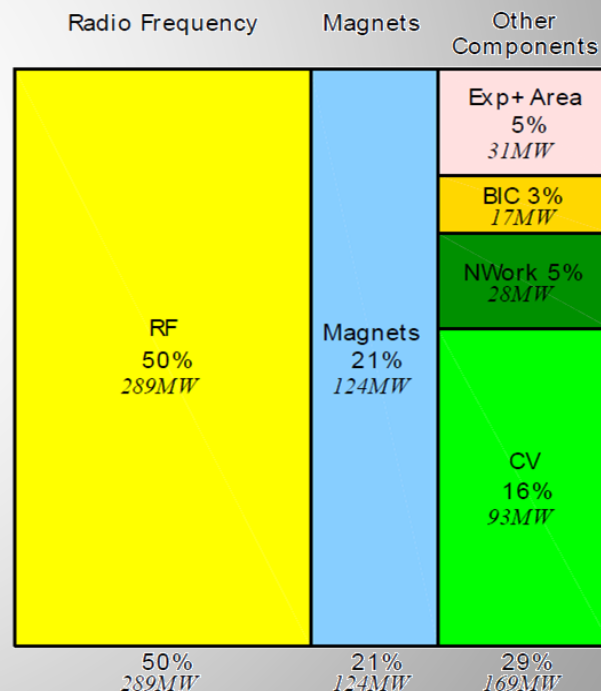 Radio Frequency
Magnets
Other
Components
Exp+ Area
5%
31MW
BIC 3%
17MW
NWork 5%
28MW
RF
50%
289MW
Magnets
21%
124MW
CV
16%
93MW
50%
289MW
21%
124MW
29%
169MW